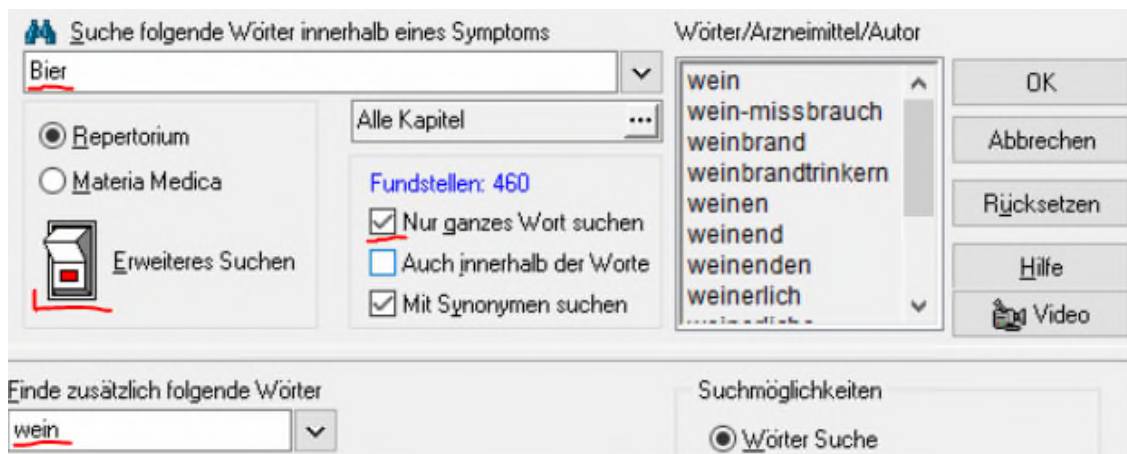 Suche folgende Wörter innerhalb eines Symptoms
Bier
Repertorium
Materia Medica
Erweiteres Suchen
Alle Kapitel ...
Fundstellen: 460
Nur ganzes Wort suchen
Auch innerhalb der Worte
Mit Synonymen suchen
Wörter/Arzneimittel/Autor
wein
wein-missbrauch
weinbrand
weinbrandtrinkern
weinen
weinend
weinenden
weinerlich
OK
Abbrechen
Rücksetzen
Hilfe
Video
Finde zusätzlich folgende Wörter
wein
Suchmöglichkeiten
Wörter Suche